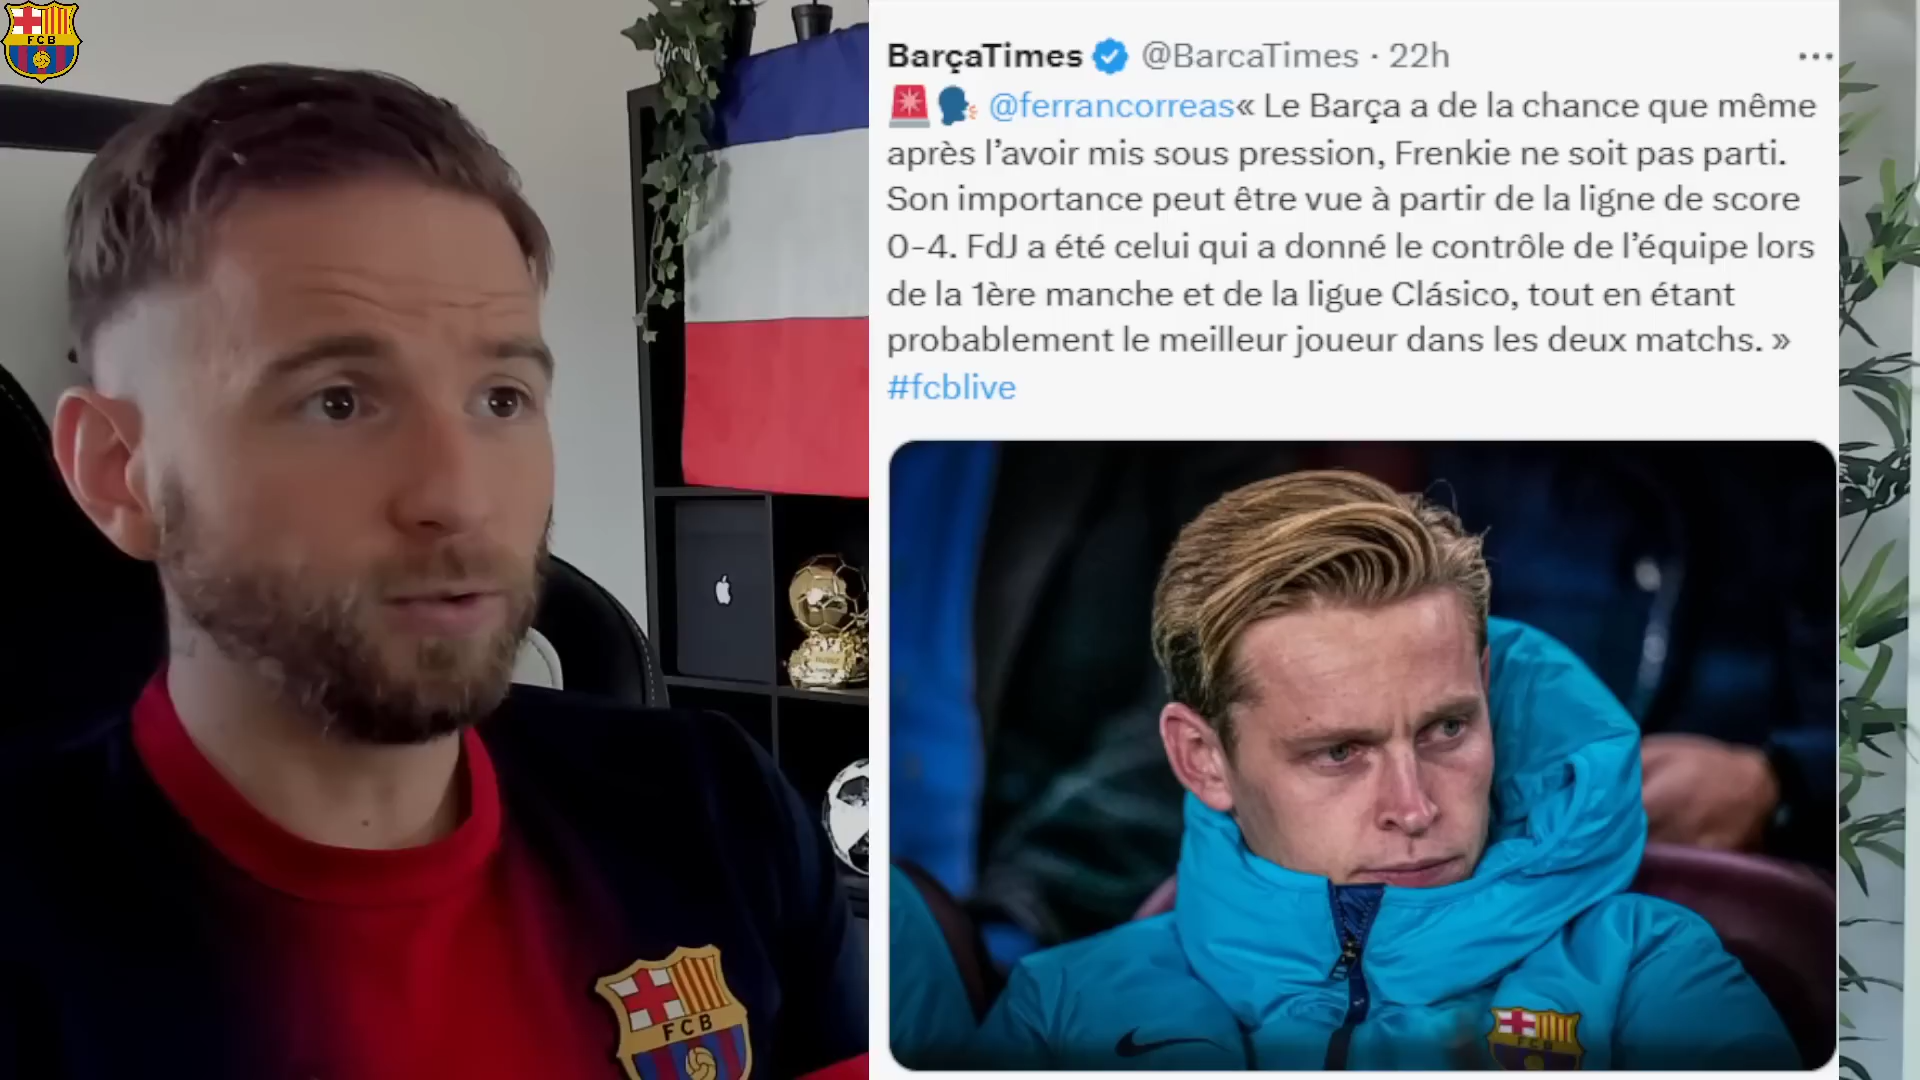 FCB
BarçaTimes @BarcaTimes · 22h
@ferrancorreas« Le Barça a de la chance que même
après l’avoir mis sous pression, Frenkie ne soit pas parti.
Son importance peut être vue à partir de la ligne de score
0-4. FdJ a été celui qui a donné le contrôle de l’équipe lors
de la 1ère manche et de la ligue Clásico, tout en étant
probablement le meilleur joueur dans les deux matchs. »
#fcblive
FCB
FCB